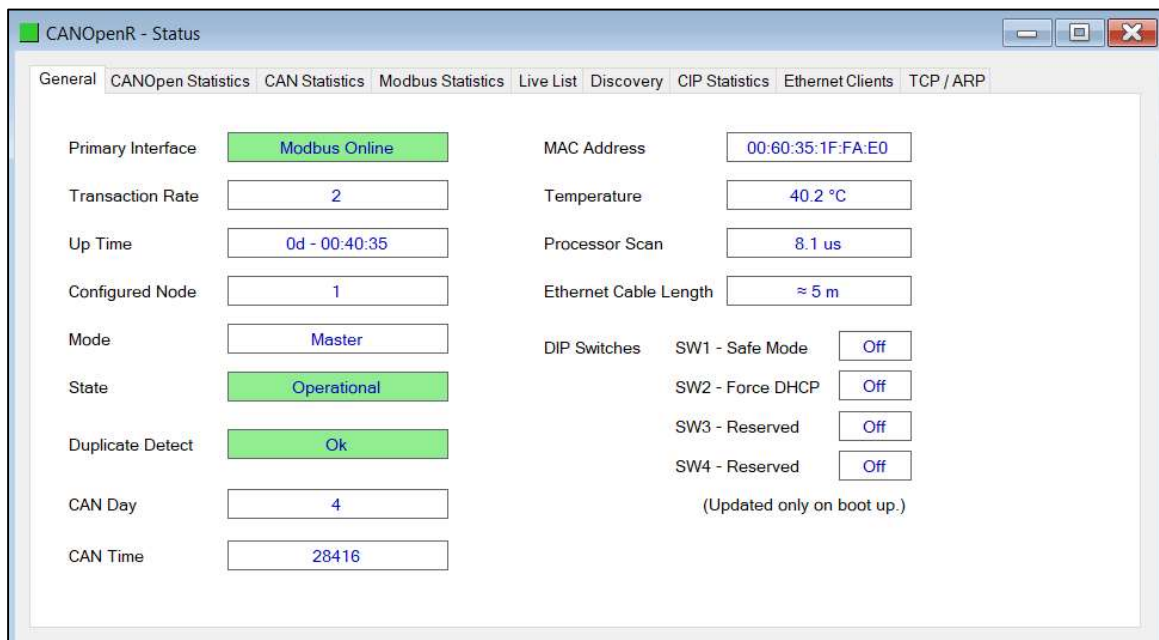 CANOpenR - Status
General CANOpen Statistics CAN Statistics Modbus Statistics Live List Discovery CIP Statistics Ethernet Clients TCP / ARP
Primary Interface Modbus Online
Transaction Rate 2
Up Time 0d - 00:40:35
Configured Node 1
Mode Master
State Operational
Duplicate Detect Ok
CAN Day 4
CAN Time 28416
MAC Address 00:60:35:1F:FA:E0
Temperature 40.2 °C
Processor Scan 8.1 us
Ethernet Cable Length ≈ 5 m
DIP Switches SW1 - Safe Mode Off
SW2 - Force DHCP Off
SW3 - Reserved Off
SW4 - Reserved Off
(Updated only on boot up.)